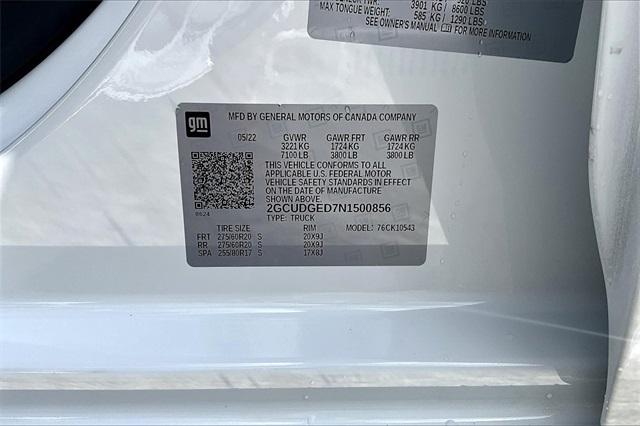 3901 KG / 8600 LBS
MAX TONGUE WEIGHT: 585 KG / 1290 LBS
SEE OWNER'S MANUAL FOR MORE INFORMATION
gm
MFD BY GENERAL MOTORS OF CANADA COMPANY
05/22 GVWR GAWR FRT GAWR RR
3221 KG 1724 KG 1724 KG
7100 LB 3800 LB 3800 LB
THIS VEHICLE CONFORMS TO ALL
APPLICABLE U.S. FEDERAL MOTOR
VEHICLE SAFETY STANDARDS IN EFFECT
ON THE DATE OF MANUFACTURE
SHOWN ABOVE.
2GCUDGED7N1500856
TYPE: TRUCK
8624
TIRE SIZE RIM MODEL: 76CK10543
FRT 275/60R20 S 20X9J
RR 275/60R20 S 20X9J
SPA 255/80R17 S 17X8J